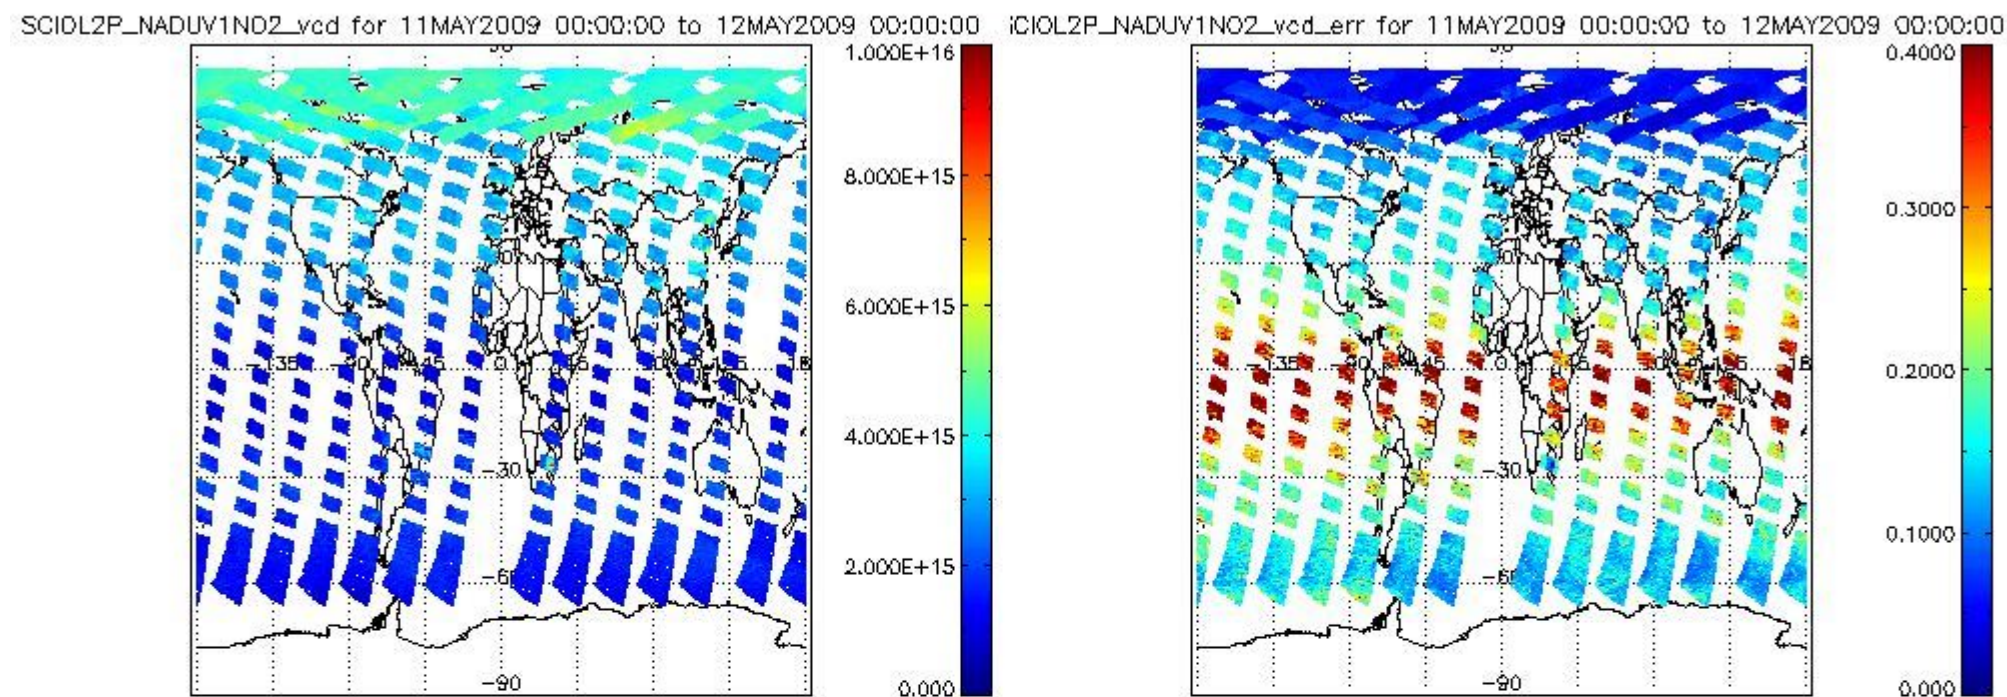 SCIOL2P_NADUV1NO2_vcd for 11MAY2009 00:00:00 to 12MAY2009 00:00:00
1.000E+16
8.000E+15
6.000E+15
4.000E+15
2.000E+15
0.000
0
-30
-60
-90
CIOL2P_NADUV1NO2_vcd_err for 11MAY2009 00:00:00 to 12MAY2009 00:00:00
0.4000
0.3000
0.2000
0.1000
0.000
-30
-60
-90